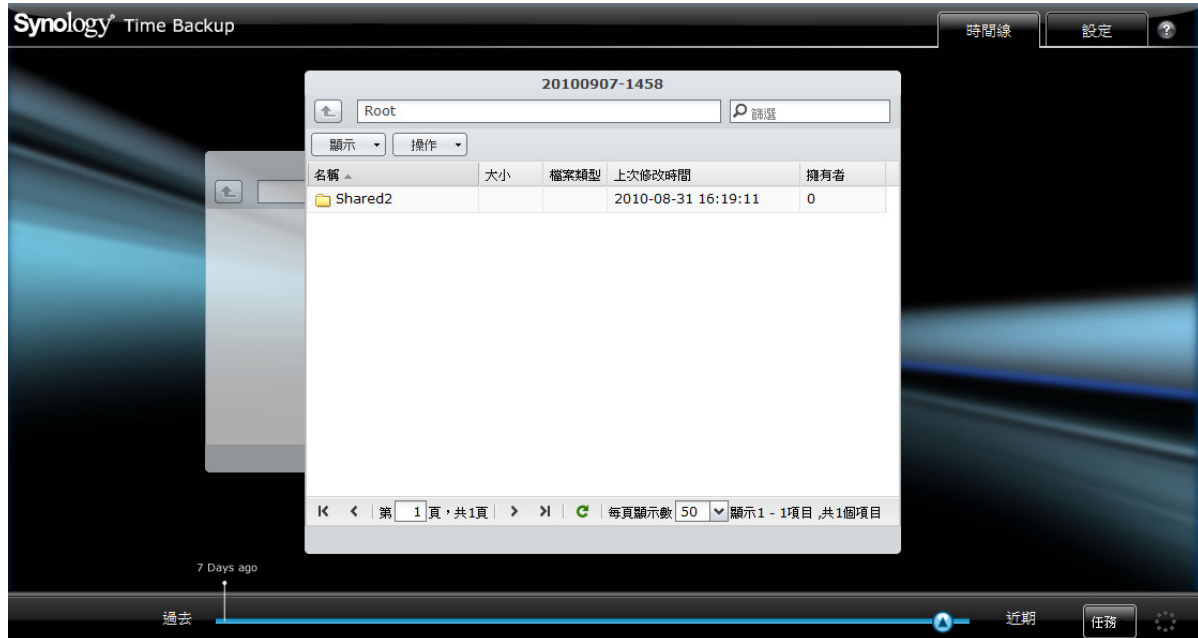 Synology Time Backup
時間線
設定
?
20100907-1458
Root
篩選
顯示
操作
名稱 大小 檔案類型 上次修改時間 擁有者
Shared2 2010-08-31 16:19:11 0
第 1 頁，共1頁 每頁顯示數 50 顯示1 - 1項目 ,共1個項目
7 Days ago
過去
近期
任務